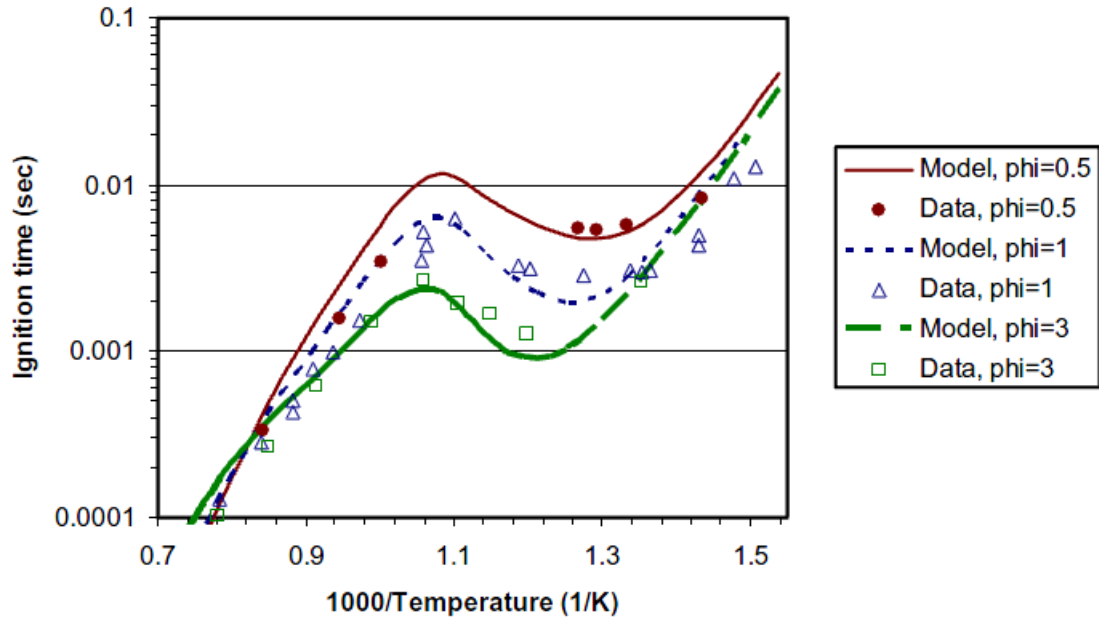 0.1
0.01
0.001
0.0001
Ignition time (sec)
0.7 0.9 1.1 1.3 1.5
1000/Temperature (1/K)
Model, phi=0.5
Data, phi=0.5
Model, phi=1
Data, phi=1
Model, phi=3
Data, phi=3